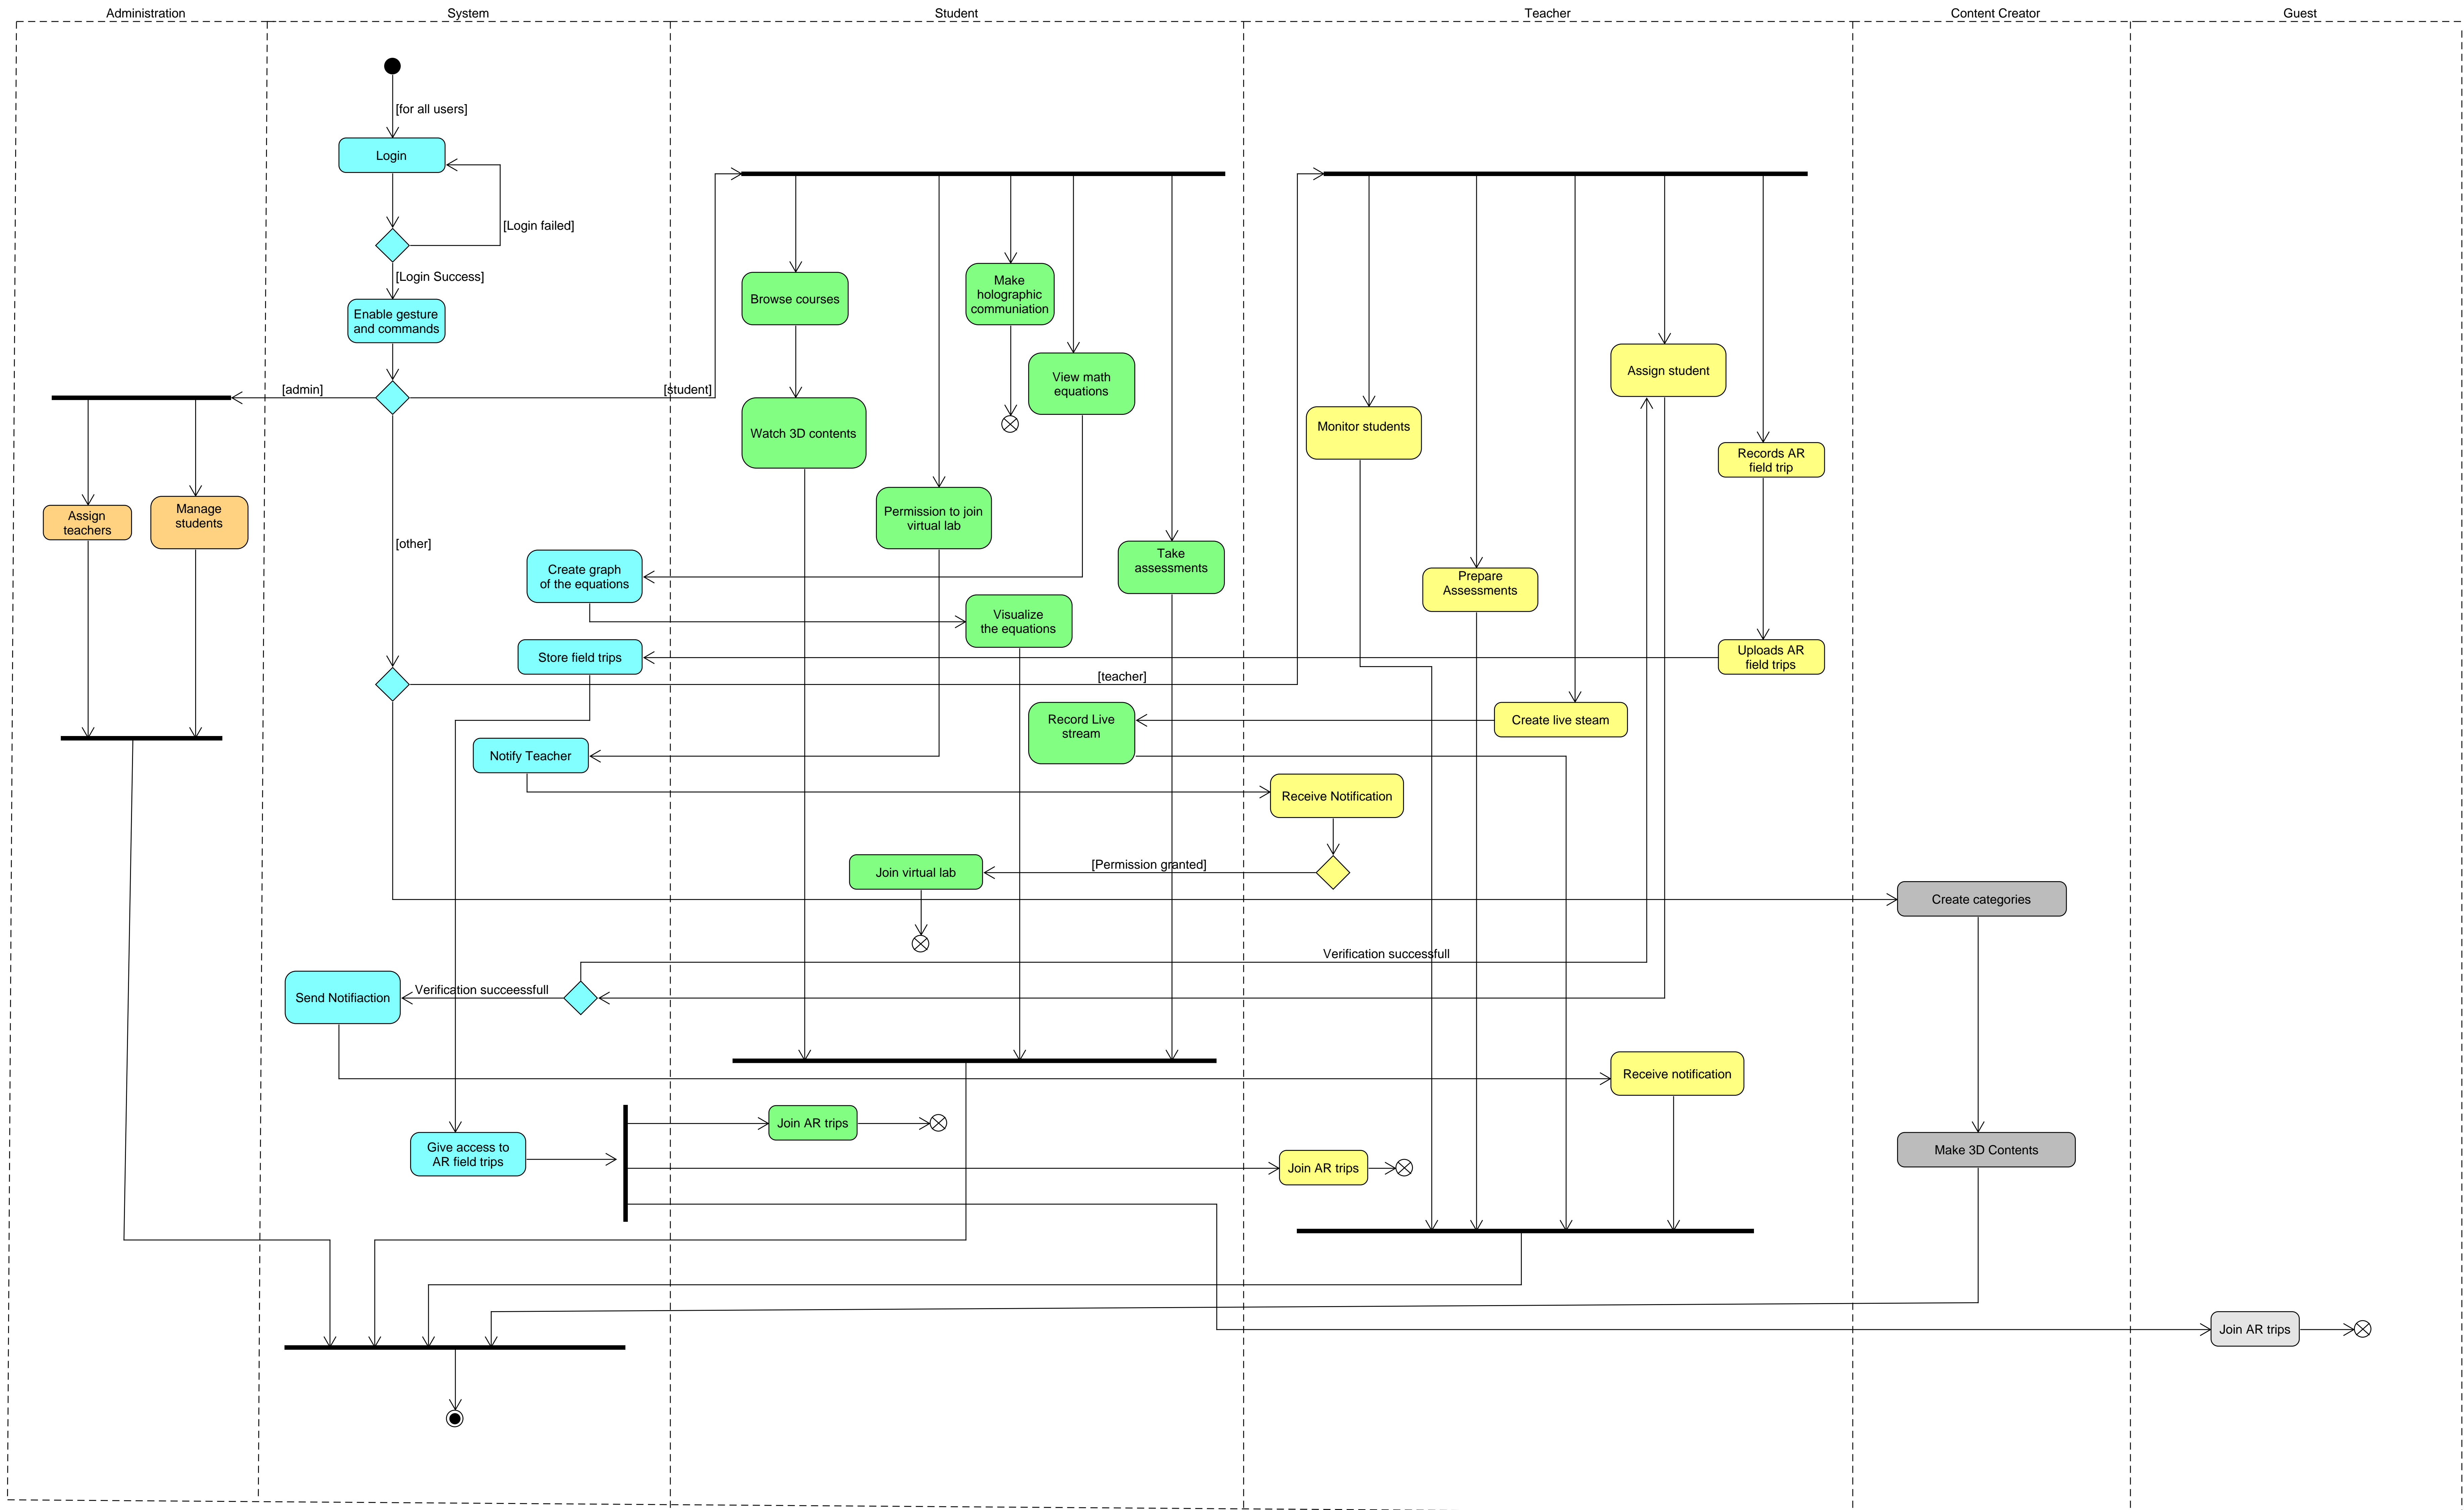 Administration
System
Student
Teacher
Content Creator
Guest
[for all users]
Login
[Login failed]
[Login Success]
Enable gesture
and commands
[admin]
[student]
[other]
Assign
teachers
Manage
students
Browse courses
Make
holographic
communiation
View math
equations
Watch 3D contents
Permission to join
virtual lab
Take
assessments
Create graph
of the equations
Visualize
the equations
Store field trips
[teacher]
Monitor students
Assign student
Records AR
field trip
Prepare
Assessments
Uploads AR
field trips
Create live steam
Record Live
stream
Notify Teacher
Receive Notification
[Permission granted]
Join virtual lab
Create categories
Verification successfull
Verification succeessfull
Send Notifiaction
Receive notification
Join AR trips
Give access to
AR field trips
Join AR trips
Make 3D Contents
Join AR trips